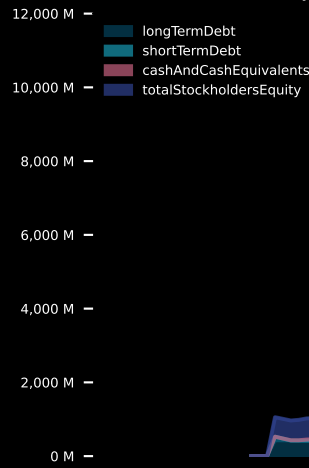 12,000 M
longTermDebt
shortTermDebt
cashAndCashEquivalents
totalStockholdersEquity
10,000 M
8,000 M
6,000 M
4,000 M
2,000 M
0 M